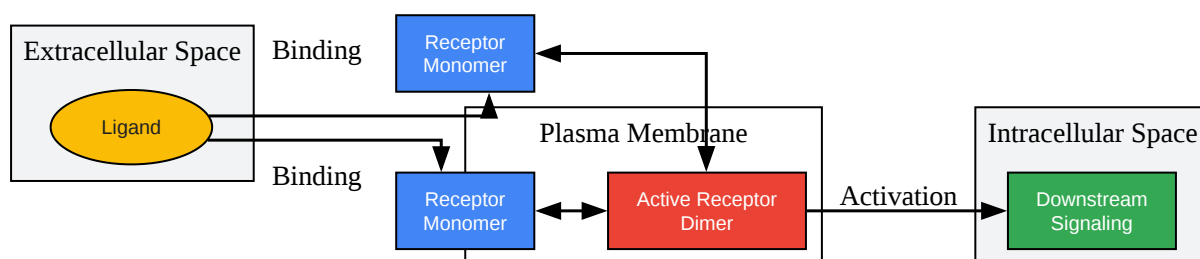 Extracellular Space
Ligand
Binding
Binding
Receptor
Monomer
Receptor
Monomer
Plasma Membrane
Active Receptor
Dimer
Activation
Intracellular Space
Downstream
Signaling